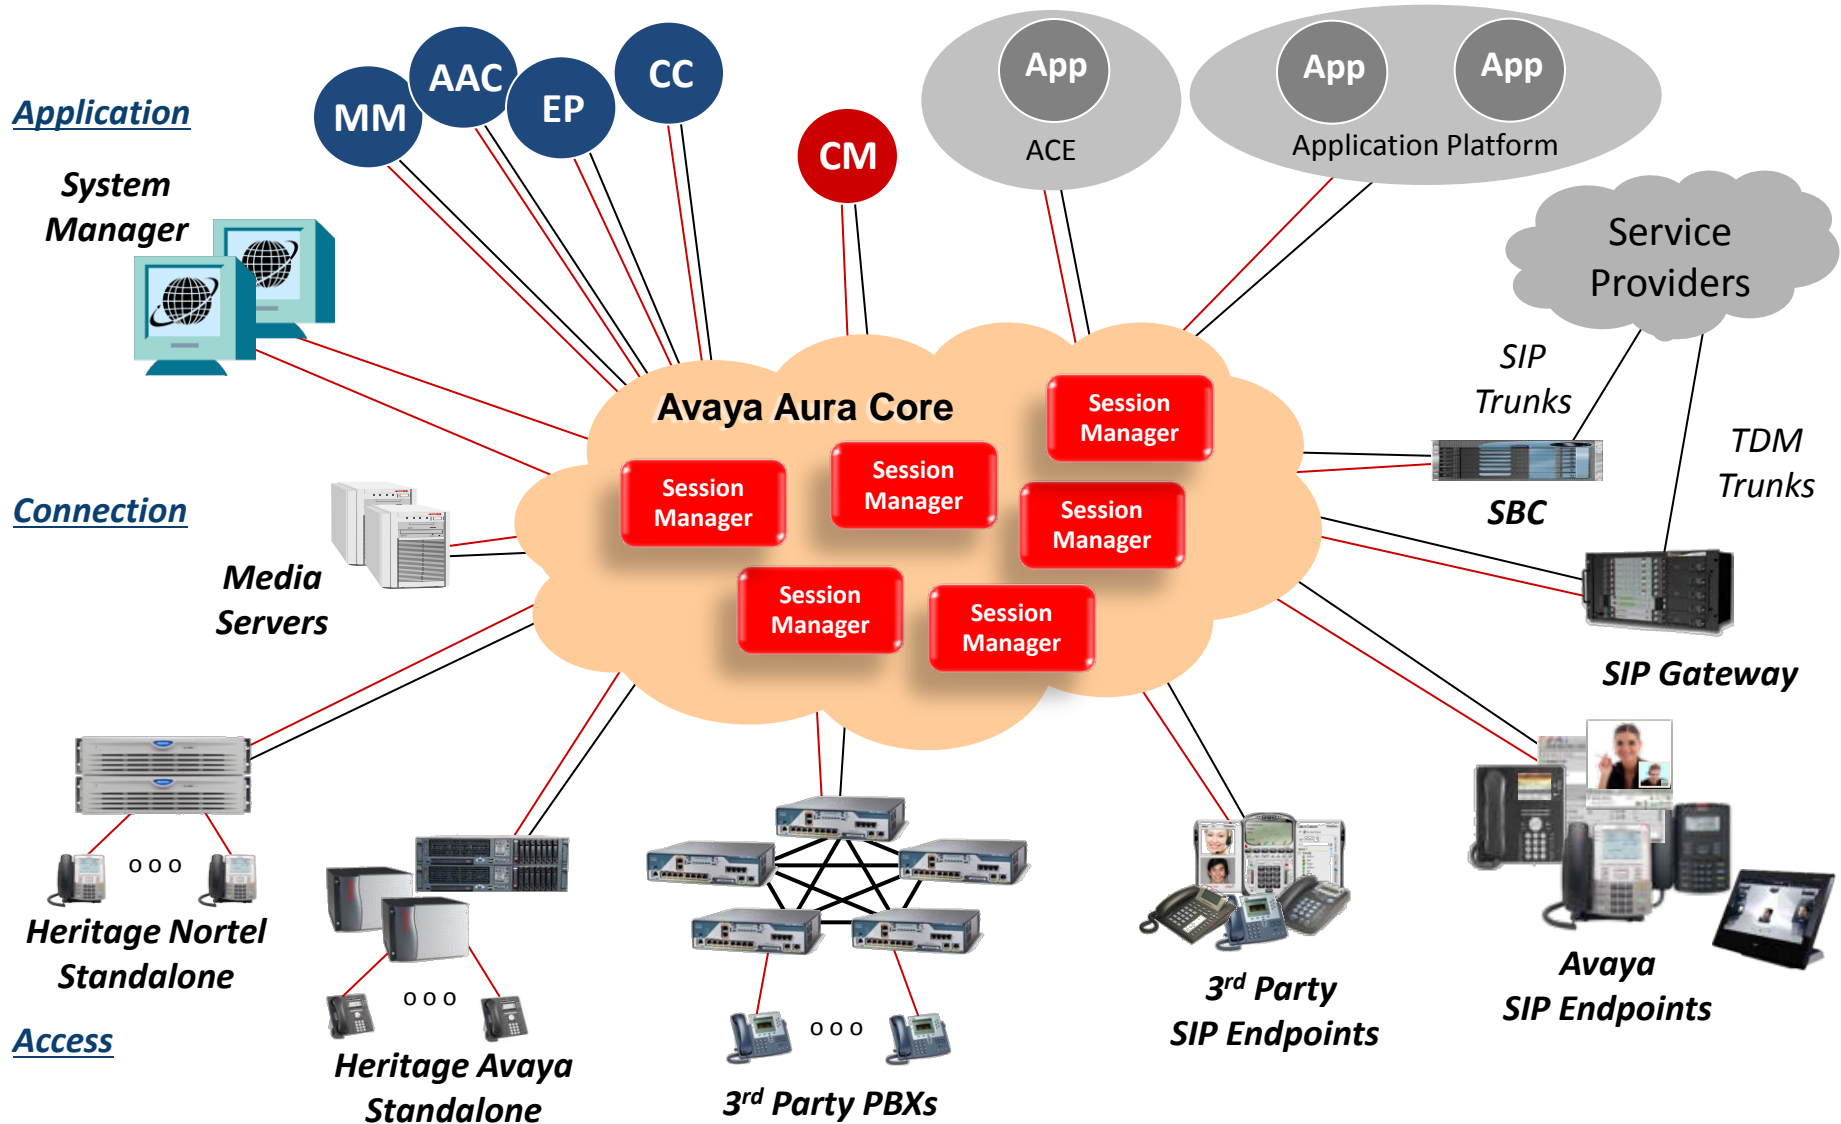 MM
AAC
EP
CC
CM
App
ACE
App
App
Application Platform
Application
System
Manager
Service
Providers
SIP
Trunks
TDM
Trunks
Avaya Aura Core
Session
Manager
Session
Manager
Session
Manager
Session
Manager
Session
Manager
Session
Manager
SBC
Connection
Media
Servers
SIP Gateway
o o o
Heritage Nortel
Standalone
o o o
Heritage Avaya
Standalone
o o o
3rd Party PBXs
3rd Party
SIP Endpoints
Avaya
SIP Endpoints
Access